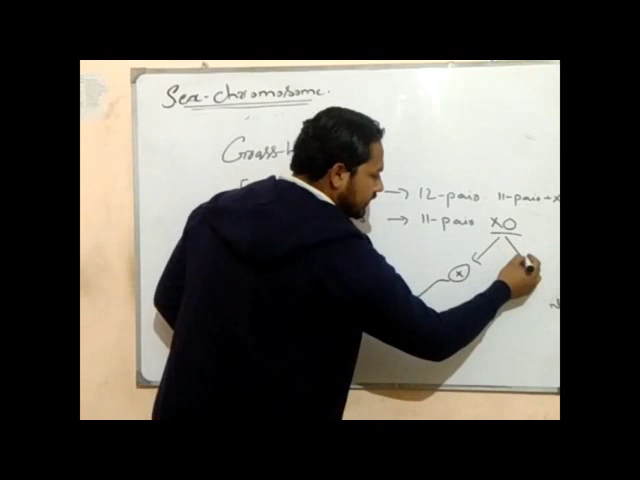 Sex-chromosome.
Grass-
→ 12-pair 11-pair + X
→ 11-pair XO
X